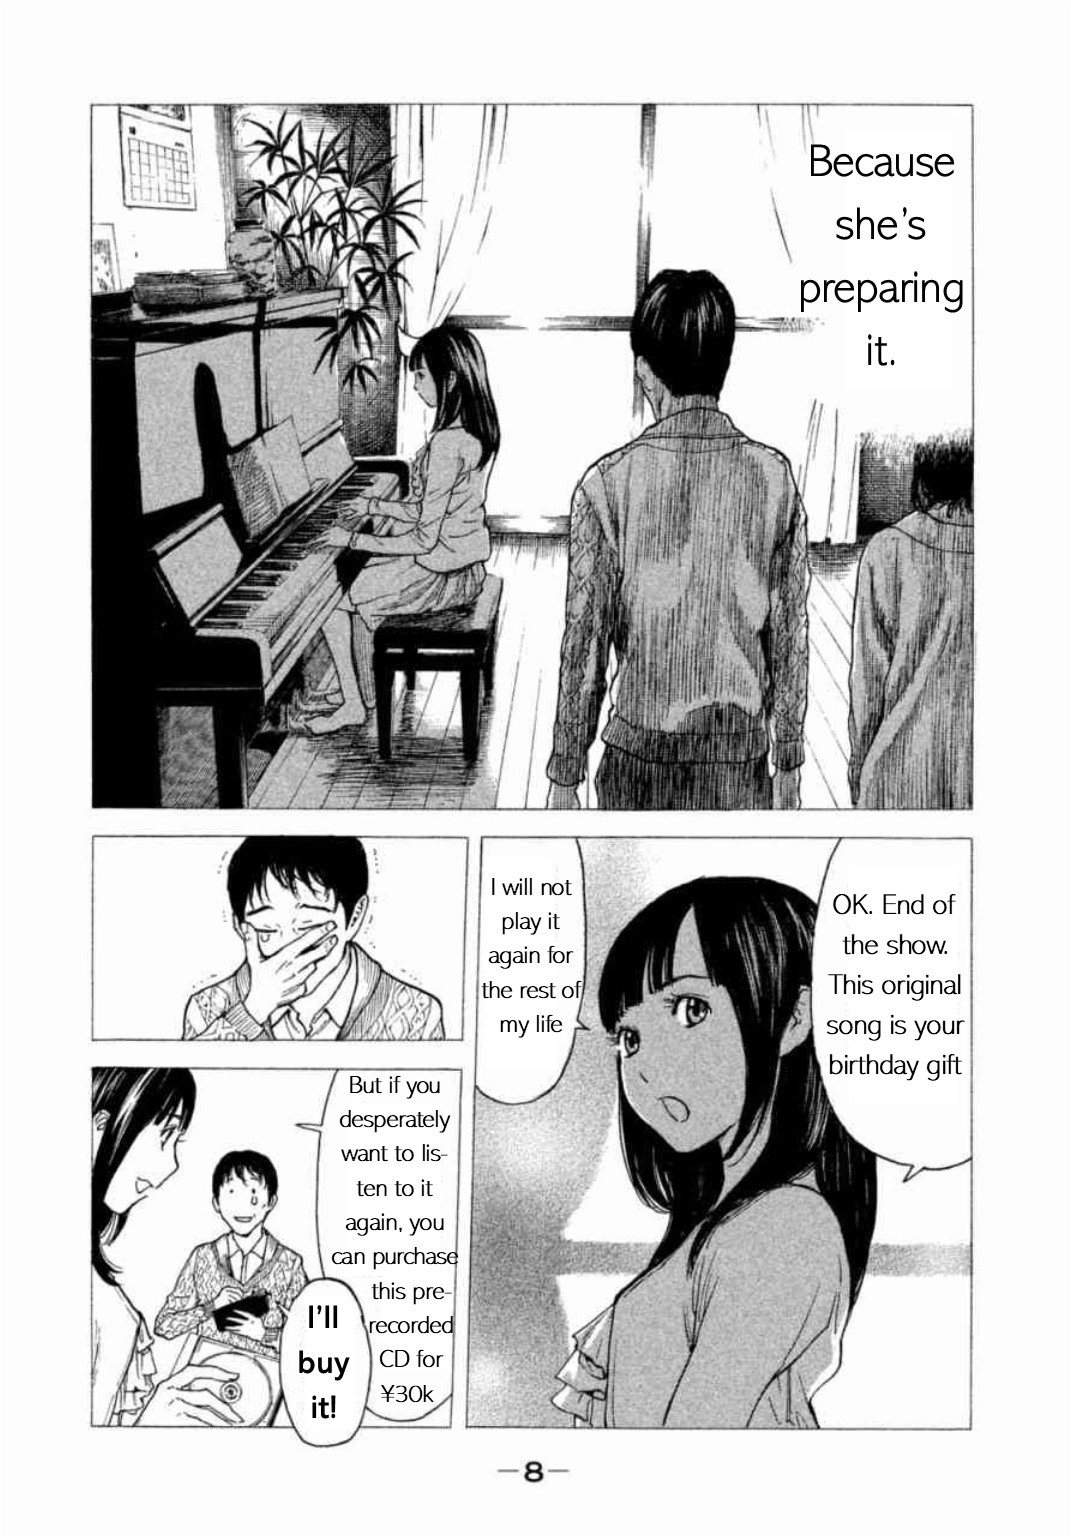 Because
she's
preparing
it.
OK. End of
the show.
This original
song is your
birthday gift
I will not
play it
again for
the rest of
my life
But if you
desperately
want to lis-
ten to it
again, you
can purchase
this pre-
recorded
CD for
¥30k
I'll
buy
it!
—8—